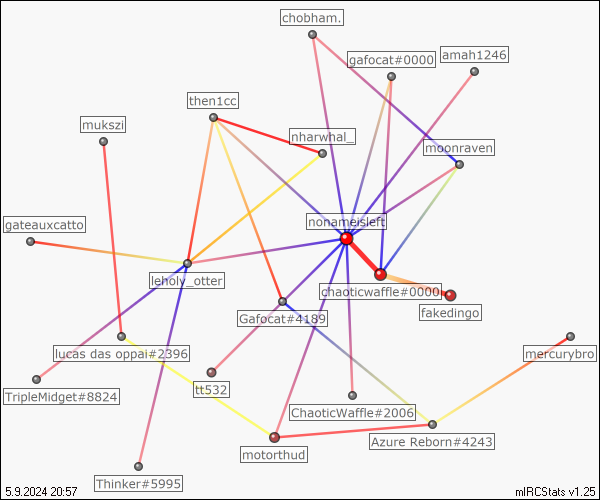 chobham.
gafocat#0000
amah1246
then1cc
mukszi
nharwhal_
moonraven
nonameisleft
gateauxcatto
leholy_otter
chaoticwaffle#0000
fakedingo
Gafocat#4189
lucas das oppai#2396
mercurybro
tt532
TripleMidget#8824
ChaoticWaffle#2006
Azure Reborn#4243
motorthud
Thinker#5995
5.9.2024 20:57
mIRCStats v1.25